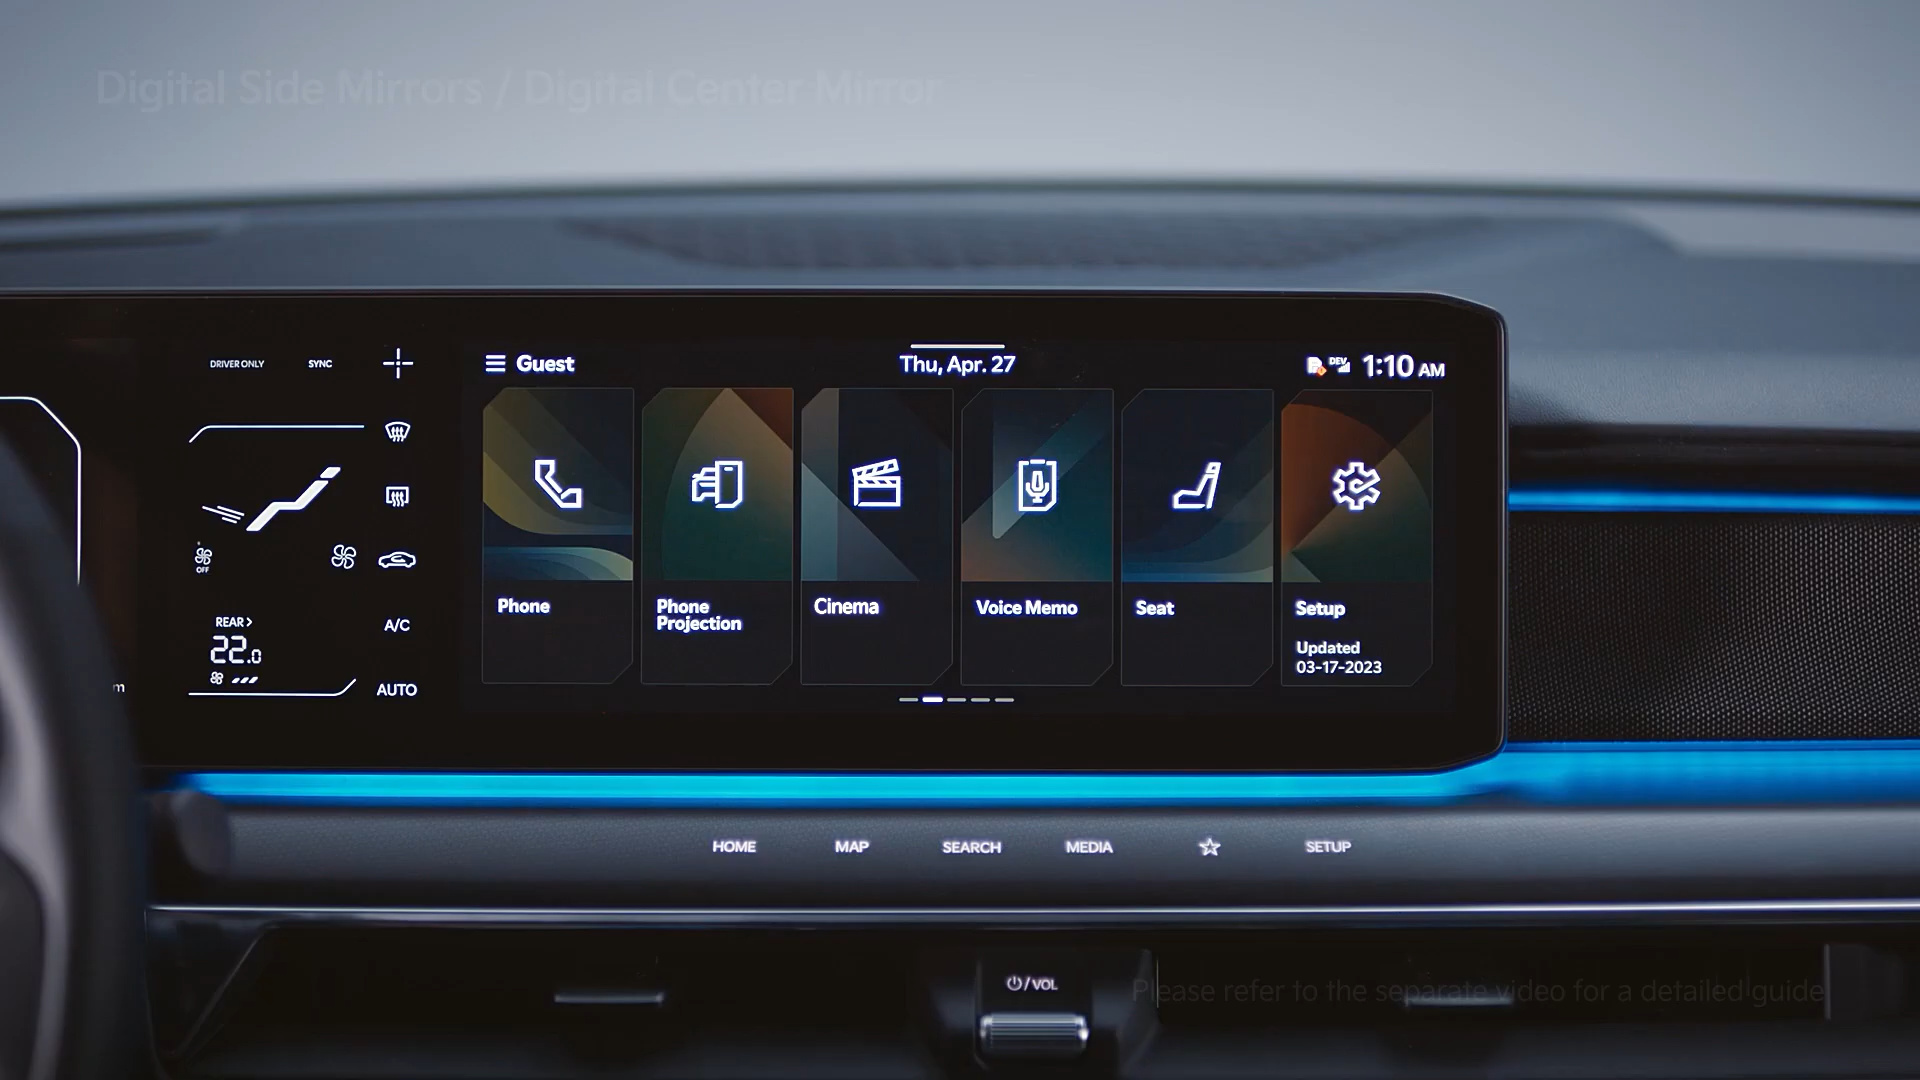 Digital Side Mirrors / Digital Center Mirror
DRIVER ONLY
SYNC
Guest
Thu, Apr. 27
DEV
1:10 AM
OFF
REAR >
22.0
A/C
AUTO
m
Phone
Phone
Projection
Cinema
Voice Memo
Seat
Setup
Updated
03-17-2023
HOME
MAP
SEARCH
MEDIA
SETUP
/ VOL
Please refer to the separate video for a detailed guide